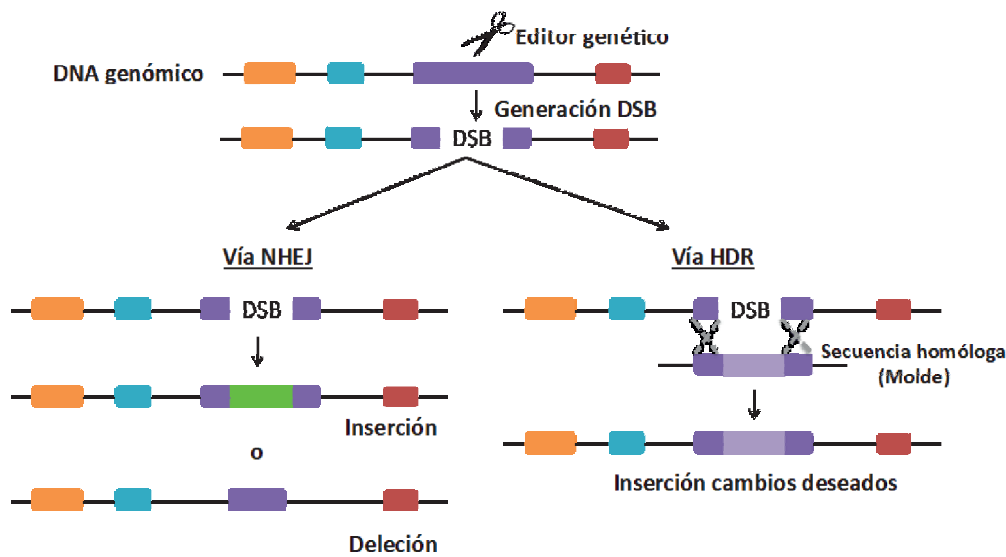 Editor genético
DNA genómico
Generación DSB
DSB
Vía NHEJ
DSB
Inserción
o
Deleción
Vía HDR
DSB
Secuencia homóloga
(Molde)
Inserción cambios deseados